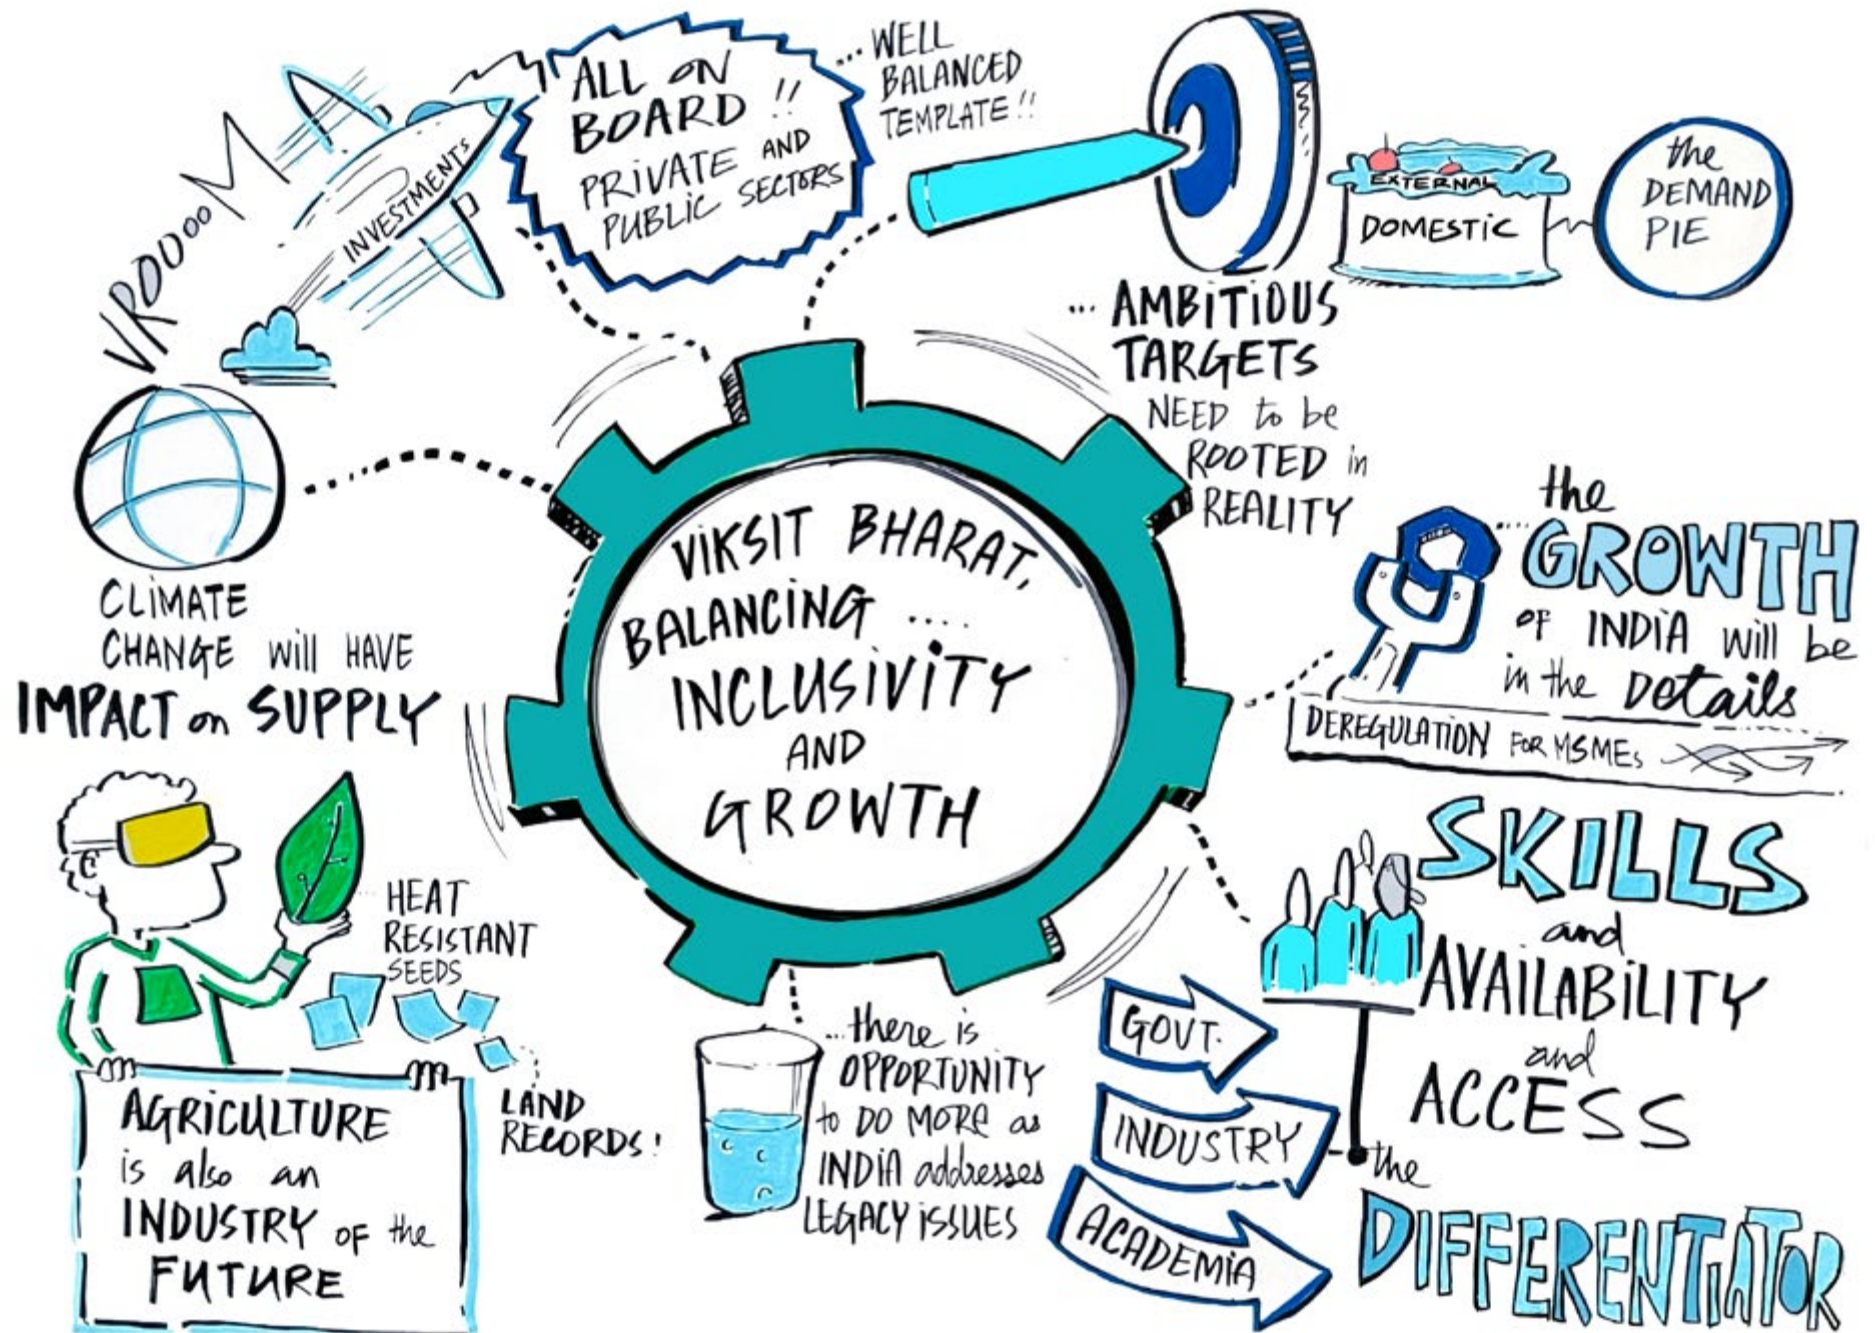 VROOOOOM
INVESTMENTS
ALL ON
BOARD !!
PRIVATE AND
PUBLIC SECTORS
... WELL
BALANCED
TEMPLATE !!
EXTERNAL
DOMESTIC
the
DEMAND
PIE
... AMBITIOUS
TARGETS
NEED to be
ROOTED in
REALITY
CLIMATE
CHANGE will HAVE
IMPACT on SUPPLY
VIKSIT BHARAT,
BALANCING ....
INCLUSIVITY
AND
GROWTH
.... the
GROWTH
OF INDIA will be
in the Details
DEREGULATION FOR MSMEs
SKILLS
and
AVAILABILITY
and
ACCESS
the
DIFFERENTIATOR
GOVT.
INDUSTRY
ACADEMIA
... there is
OPPORTUNITY
to DO MORE as
INDIA addresses
LEGACY ISSUES
HEAT
RESISTANT
SEEDS
LAND
RECORDS!
AGRICULTURE
is also an
INDUSTRY OF the
FUTURE